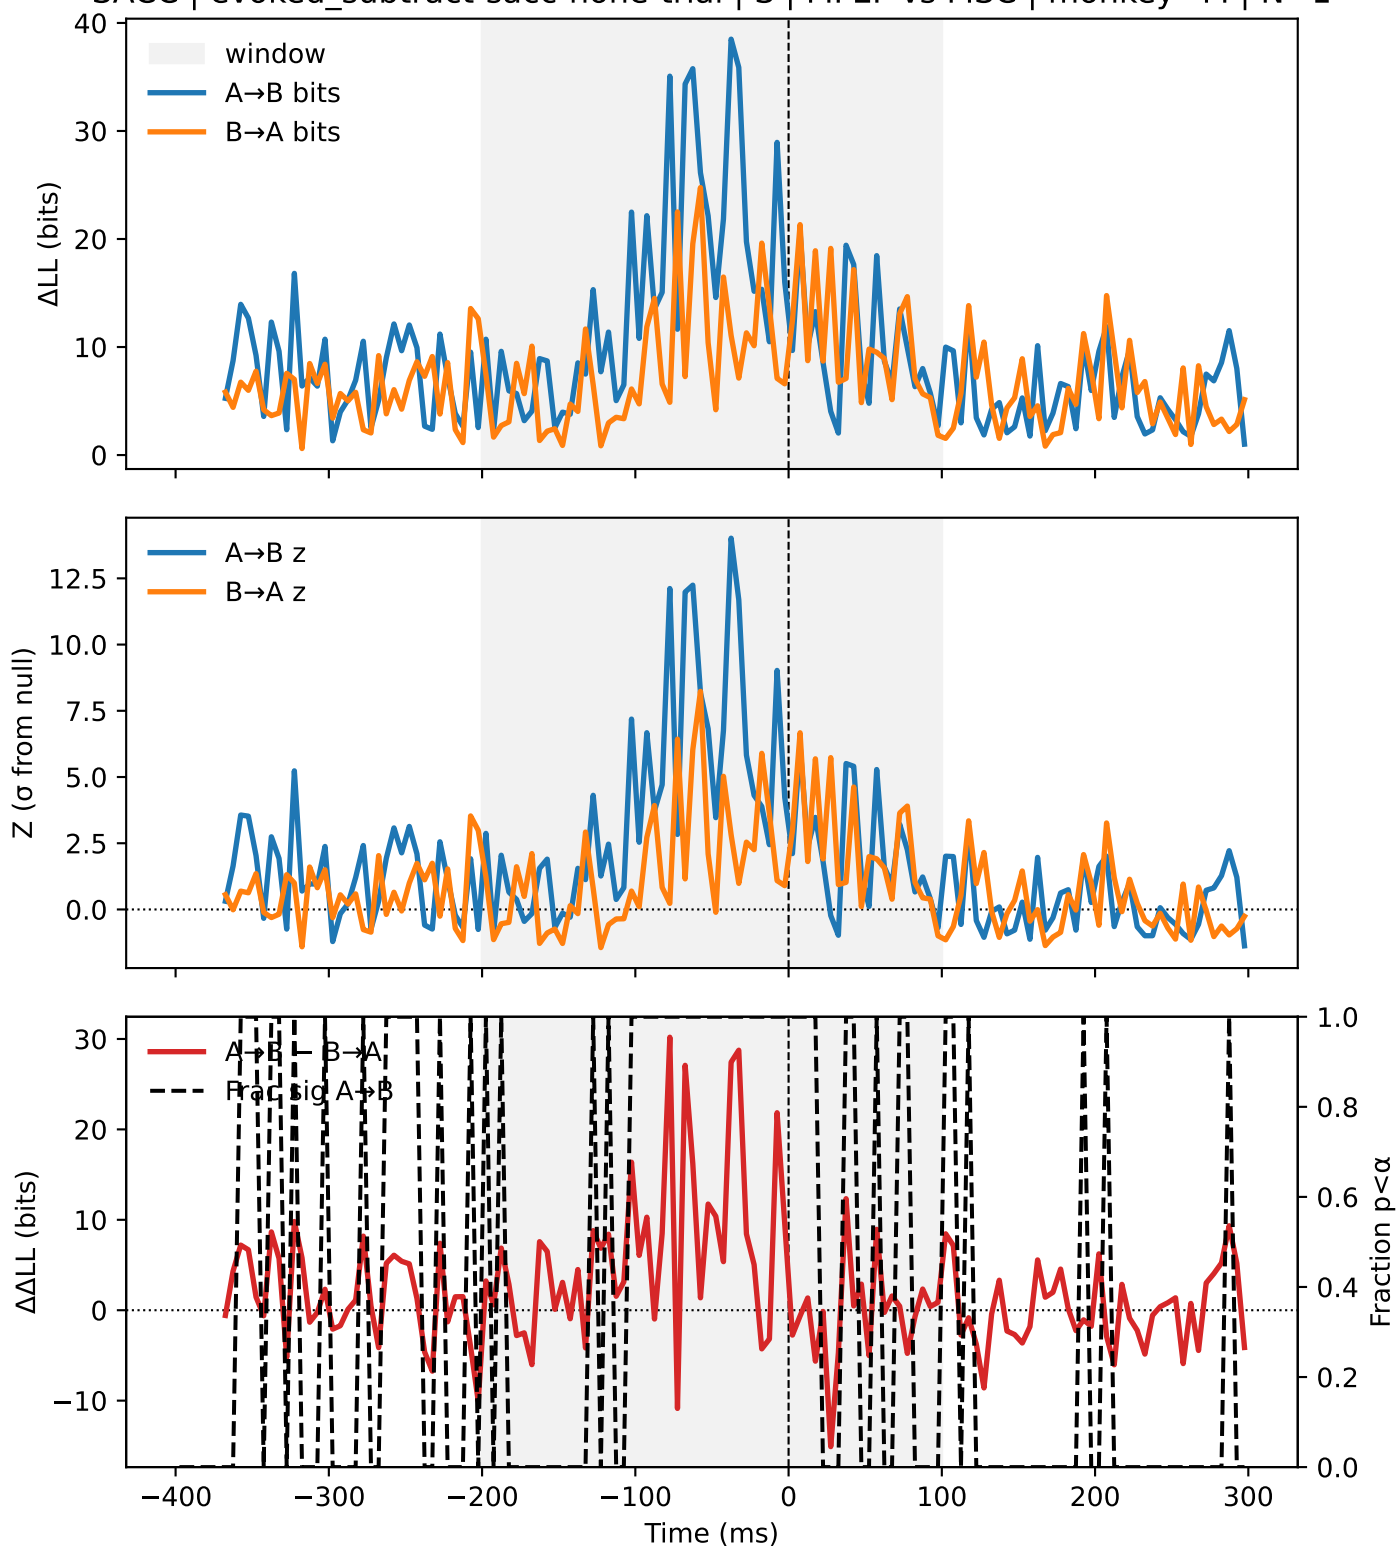 window
A→B bits
B→A bits
40
30
20
10
0
ΔLL (bits)
A→B z
B→A z
12.5
10.0
7.5
5.0
2.5
0.0
Z (σ from null)
A→B − B→A
Frac sig A→B
30
20
10
0
−10
ΔΔLL (bits)
1.0
0.8
0.6
0.4
0.2
0.0
Fraction p<α
−400 −300 −200 −100 0 100 200 300
Time (ms)